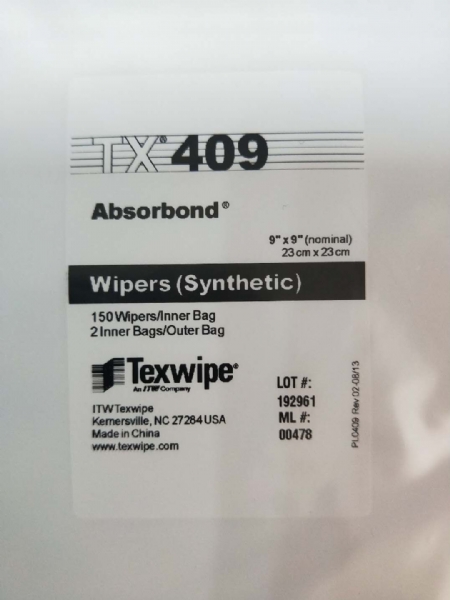 TX® 409
Absorbond®
9" x 9" (nominal)
23 cm x 23 cm
Wipers (Synthetic)
150 Wipers/Inner Bag
2 Inner Bags/Outer Bag
Texwipe®
An ITW Company
LOT #:
192961
ML #:
00478
ITW Texwipe
Kernersville, NC 27284 USA
Made in China
www.texwipe.com
PLC409 Rev 02-08/13